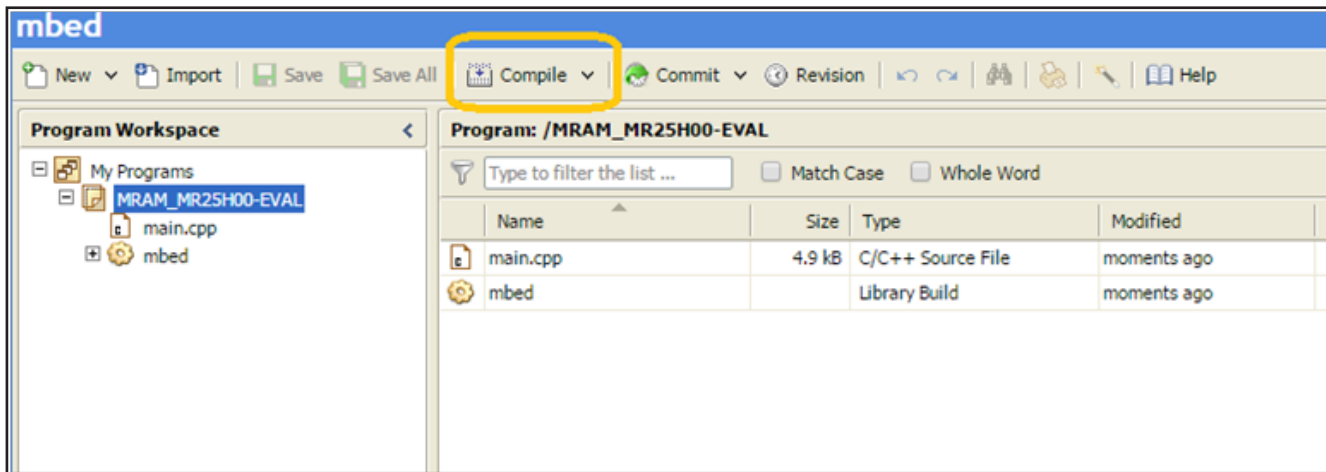 mbed
New Import Save Save All Compile Commit Revision Help
Program Workspace <
My Programs
MRAM_MR25H00-EVAL
main.cpp
mbed
Program: /MRAM_MR25H00-EVAL
Type to filter the list ... Match Case Whole Word
Name Size Type Modified
main.cpp 4.9 kB C/C++ Source File moments ago
mbed Library Build moments ago